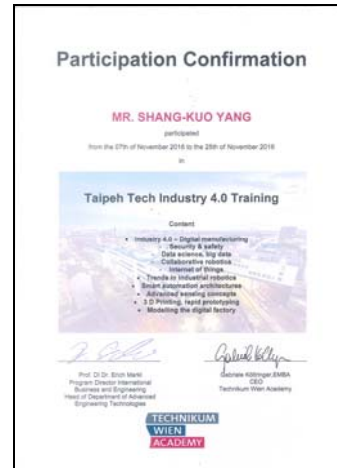 Participation Confirmation
MR. SHANG-KUO YANG
participated
from the 07th of November 2016 to the 25th of November 2016
in
Taipeh Tech Industry 4.0 Training
Content
• Industry 4.0 – Digital manufacturing
- Security & safety
- Data science, big data
- Collaborative robotics
- Internet of Things
• Trends in industrial robotics
• Smart automation architectures
• Advanced sensing concepts
• 3 D Printing, rapid prototyping
• Modelling the digital factory
Prof. DI Dr. Erich Markl
Program Director International
Business and Engineering
Head of Department of Advanced
Engineering Technologies
Gabriele Költringer, EMBA
CEO
Technikum Wien Academy
TECHNIKUM
WIEN
ACADEMY